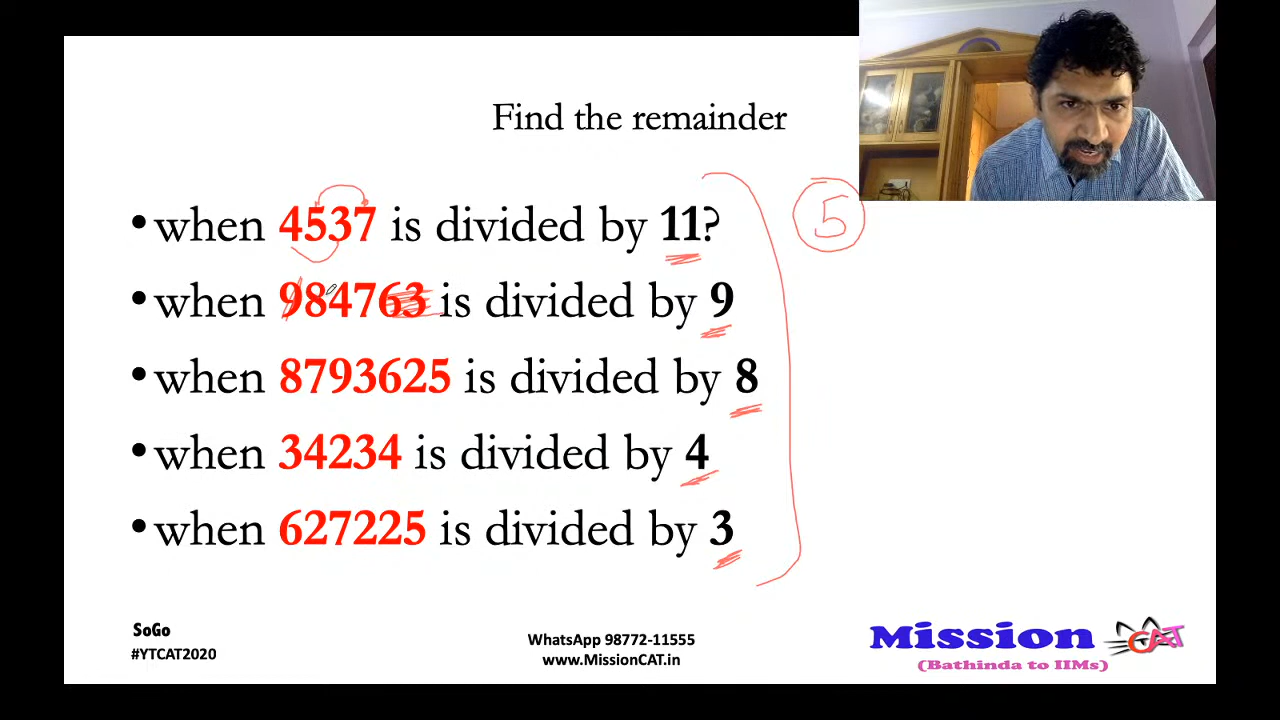 Find the remainder
• when 4537 is divided by 11?
5
• when 984763 is divided by 9
• when 8793625 is divided by 8
• when 34234 is divided by 4
• when 627225 is divided by 3
SoGo
#YTCAT2020
WhatsApp 98772-11555
www.MissionCAT.in
Mission CAT
(Bathinda to IIMs)